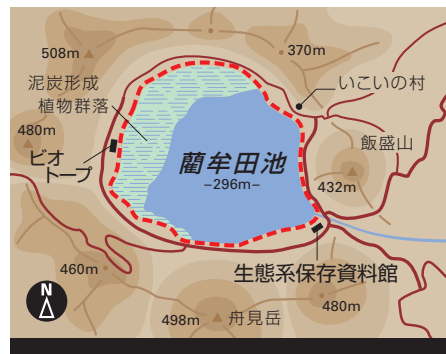 508m
370m
泥炭形成
植物群落
いこいの村
480m
飯盛山
ビオ
トープ
藺牟田池
–296m–
432m
生態系保存資料館
460m
480m
N
498m
舟見岳